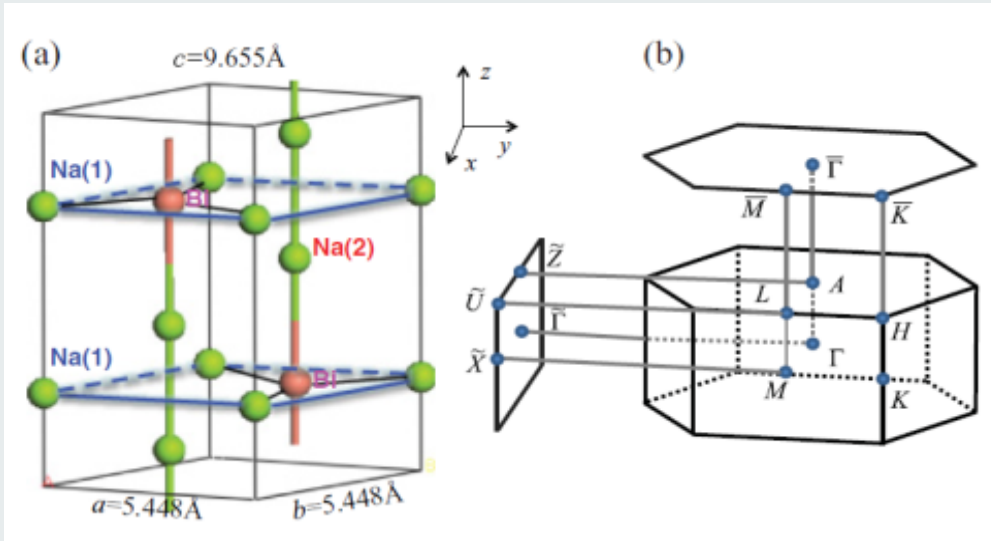 (a)
c=9.655Å
Na(1)
Bi
Na(2)
Na(1)
Bi
a=5.448Å
b=5.448Å
z
y
x
(b)
Γ̅
M̅
K̅
Z̃
Ũ
Γ̃
X̃
L
A
H
Γ
M
K